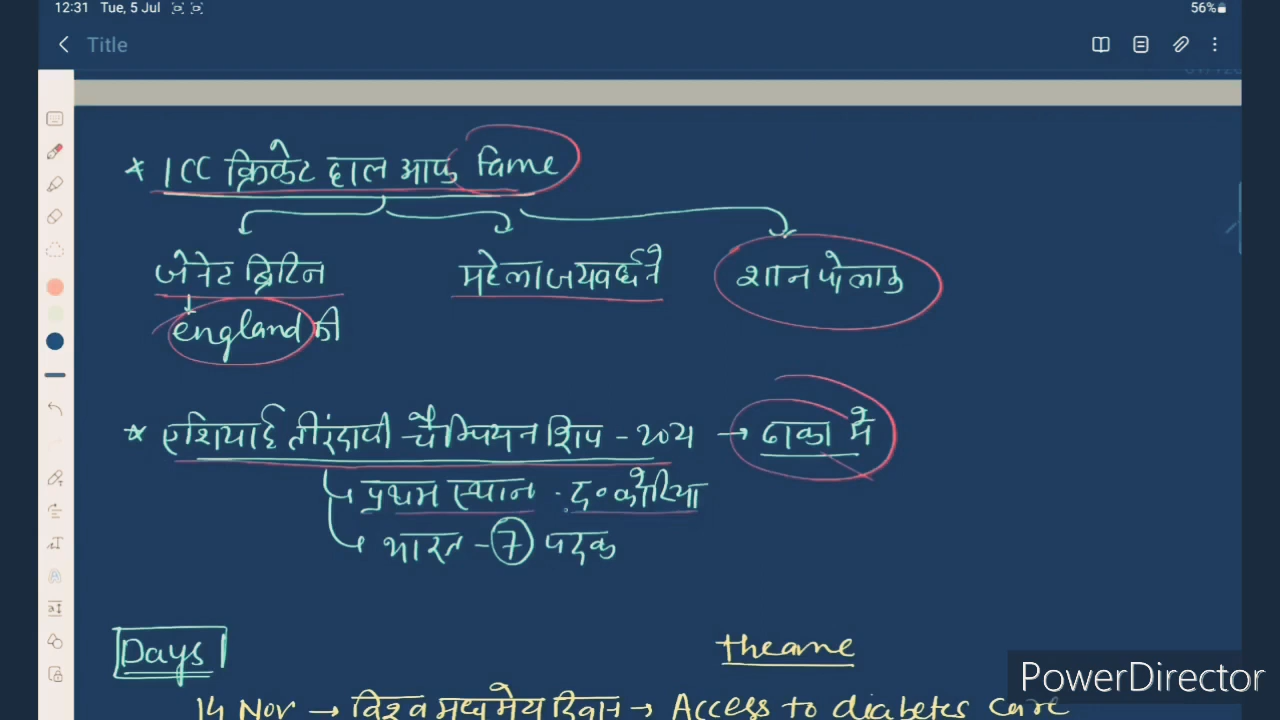 12:31 Tue, 5 Jul 56%
Title
* ICC क्रिकेट हाल आफ Fame
जेनेट ब्रिटिन महेला जयवर्धने शान पोलाक
england की
* एशियाई तीरंदाजी चैम्पियनशिप - 2021 → ढाका में
प्रथम स्थान - द० कोरिया
भारत - 7 पदक
Days theame
14 Nov → विश्व मधुमेय दिवस → Access to diabetes care
PowerDirector